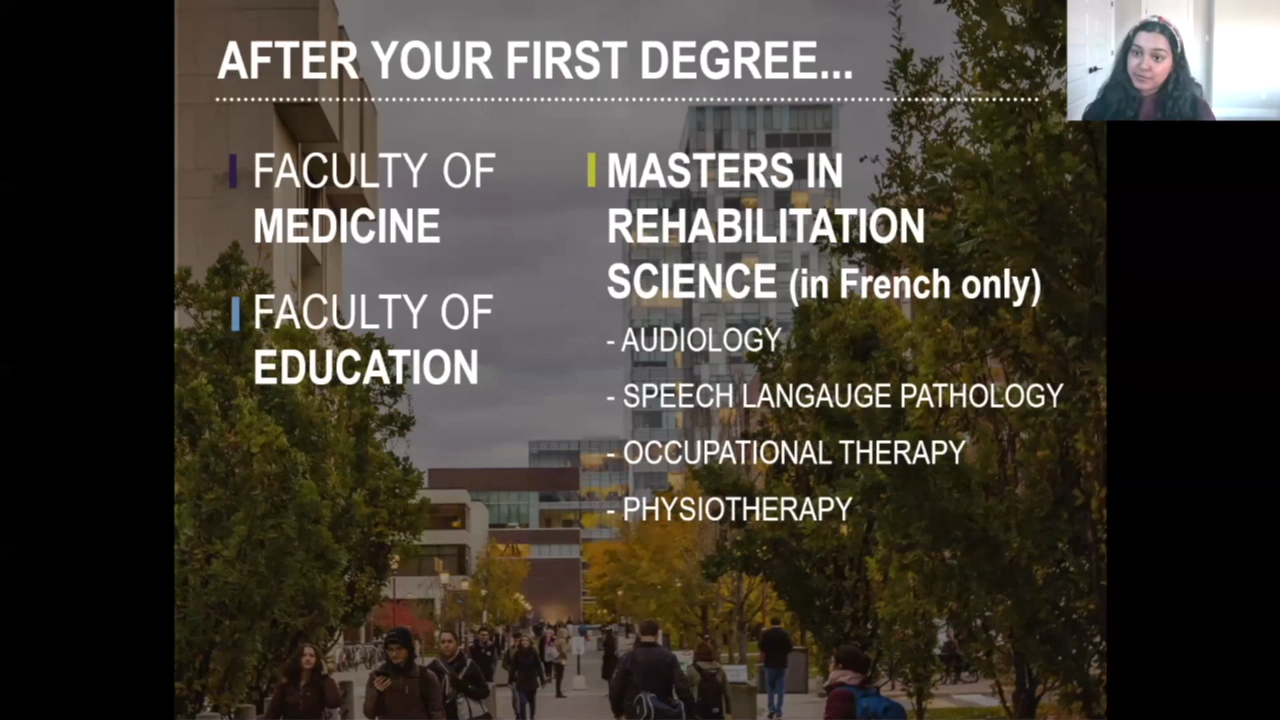 AFTER YOUR FIRST DEGREE...
FACULTY OF
MEDICINE
FACULTY OF
EDUCATION
MASTERS IN
REHABILITATION
SCIENCE (in French only)
- AUDIOLOGY
- SPEECH LANGAUGE PATHOLOGY
- OCCUPATIONAL THERAPY
- PHYSIOTHERAPY